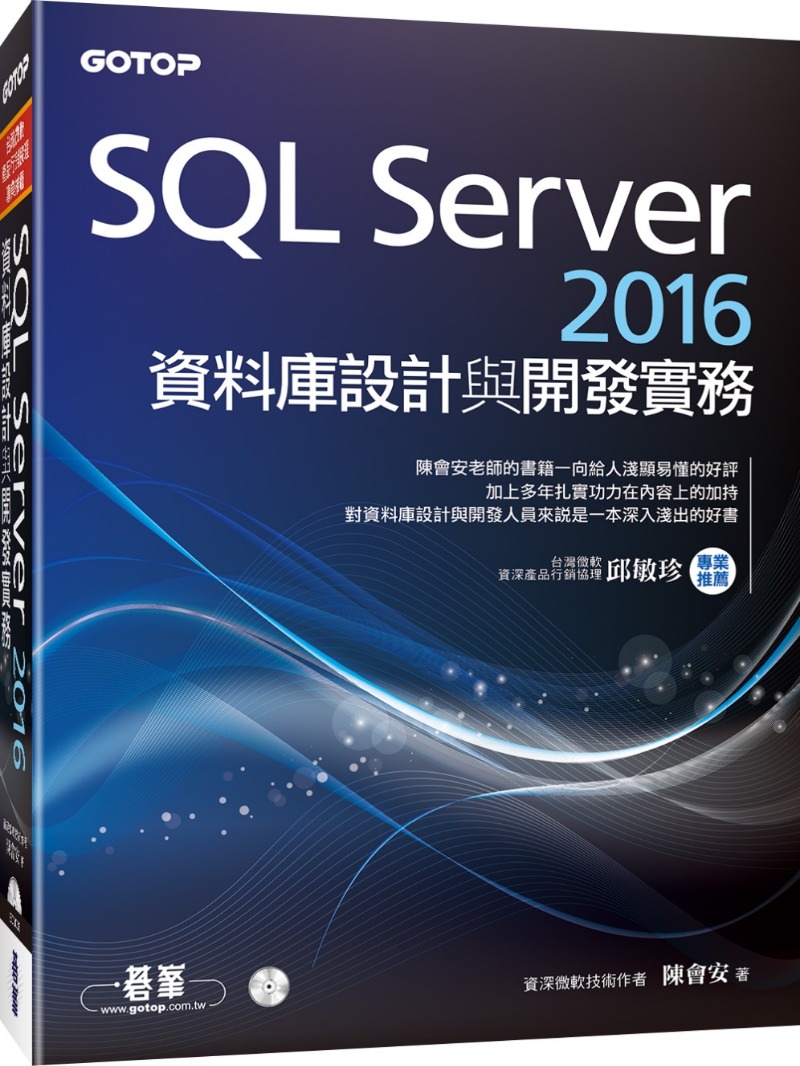 GOTOP
SQL Server
2016
資料庫設計與開發實務
陳會安老師的書籍一向給人淺顯易懂的好評
加上多年扎實功力在內容上的加持
對資料庫設計與開發人員來說是一本深入淺出的好書
台灣微軟
資深產品行銷協理 邱敏珍 專業
推薦
碁峯
www.gotop.com.tw
資深微軟技術作者 陳會安 著
GOTOP
SQL Server 2016
資料庫設計與開發實務
陳會安 著